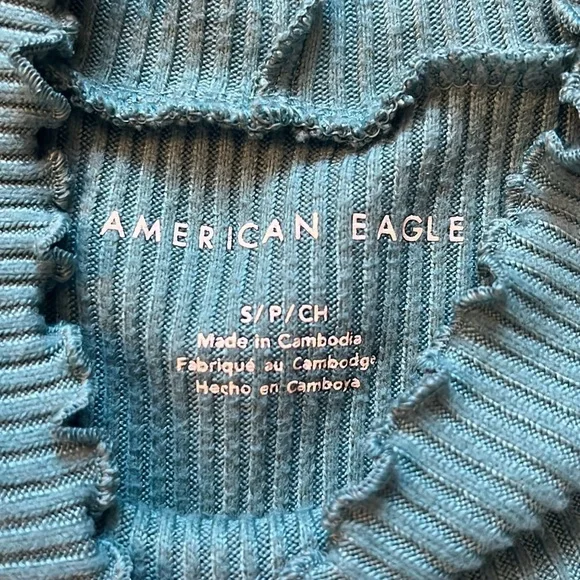 AMERICAN EAGLE
S/P/CH
Made in Cambodia
Fabriqué au Cambodge
Hecho en Camboya